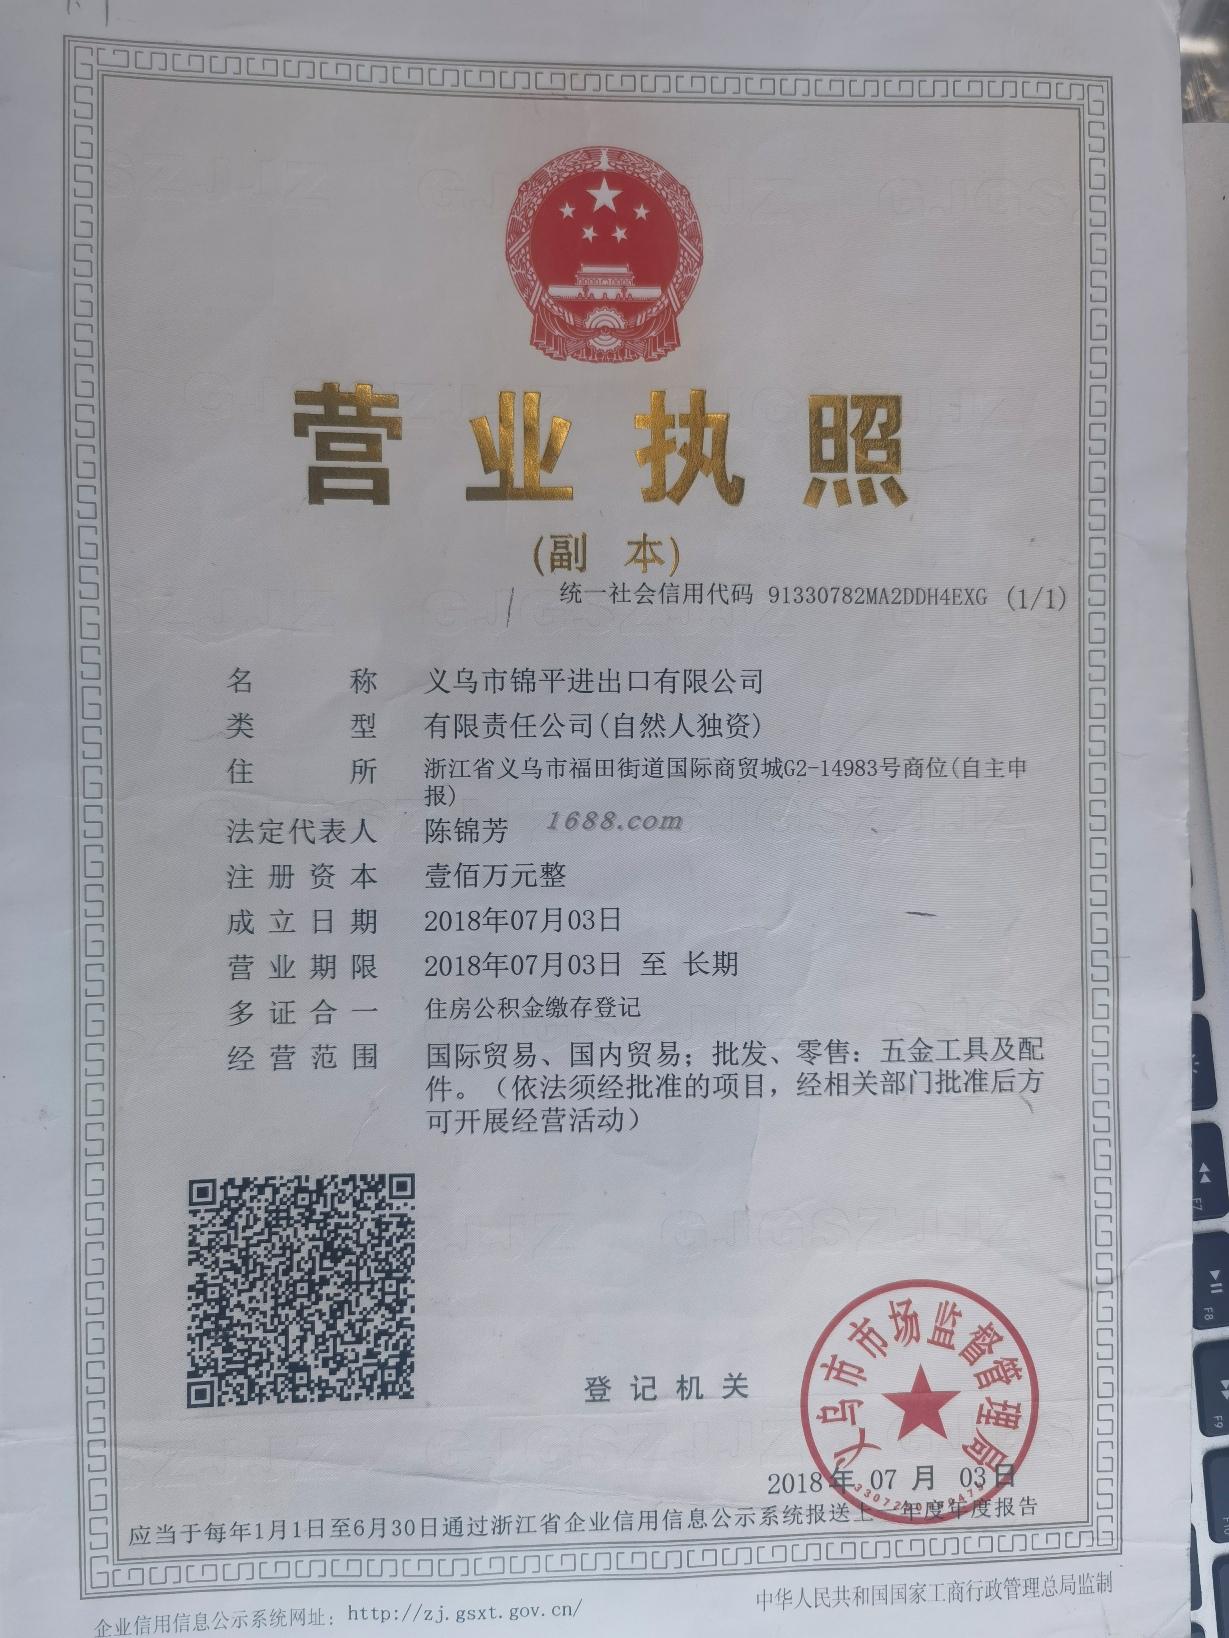 营业执照
(副 本)
统一社会信用代码 91330782MA2DDH4EXG (1/1)
名 称 义乌市锦平进出口有限公司
类 型 有限责任公司(自然人独资)
住 所 浙江省义乌市福田街道国际商贸城G2-14983号商位(自主申
报)
法定代表人 陈锦芳
1688.com
注册资本 壹佰万元整
成立日期 2018年07月03日
营业期限 2018年07月03日 至 长期
多证合一 住房公积金缴存登记
经营范围 国际贸易、国内贸易；批发、零售：五金工具及配
件。（依法须经批准的项目，经相关部门批准后方
可开展经营活动）
登记机关
义乌市市场监督管理局
2018年 07 月 03日
应当于每年1月1日至6月30日通过浙江省企业信用信息公示系统报送上一年度年度报告
企业信用信息公示系统网址：http://zj.gsxt.gov.cn/
中华人民共和国国家工商行政管理总局监制
F7
F8
F9
F10